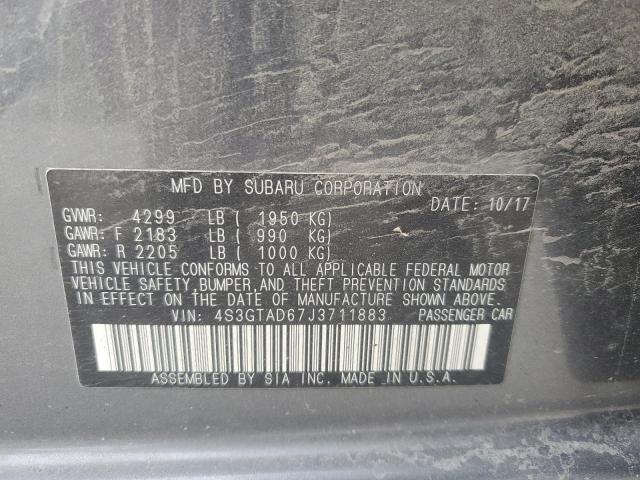 MFD BY SUBARU CORPORATION
DATE: 10/17
GVWR: 4299 LB ( 1950 KG)
GAWR: F 2183 LB ( 990 KG)
GAWR: R 2205 LB ( 1000 KG)
THIS VEHICLE CONFORMS TO ALL APPLICABLE FEDERAL MOTOR
VEHICLE SAFETY, BUMPER, AND THEFT PREVENTION STANDARDS
IN EFFECT ON THE DATE OF MANUFACTURE SHOWN ABOVE.
VIN: 4S3GTAD67J3711883 PASSENGER CAR
ASSEMBLED BY SIA INC. MADE IN U.S.A.